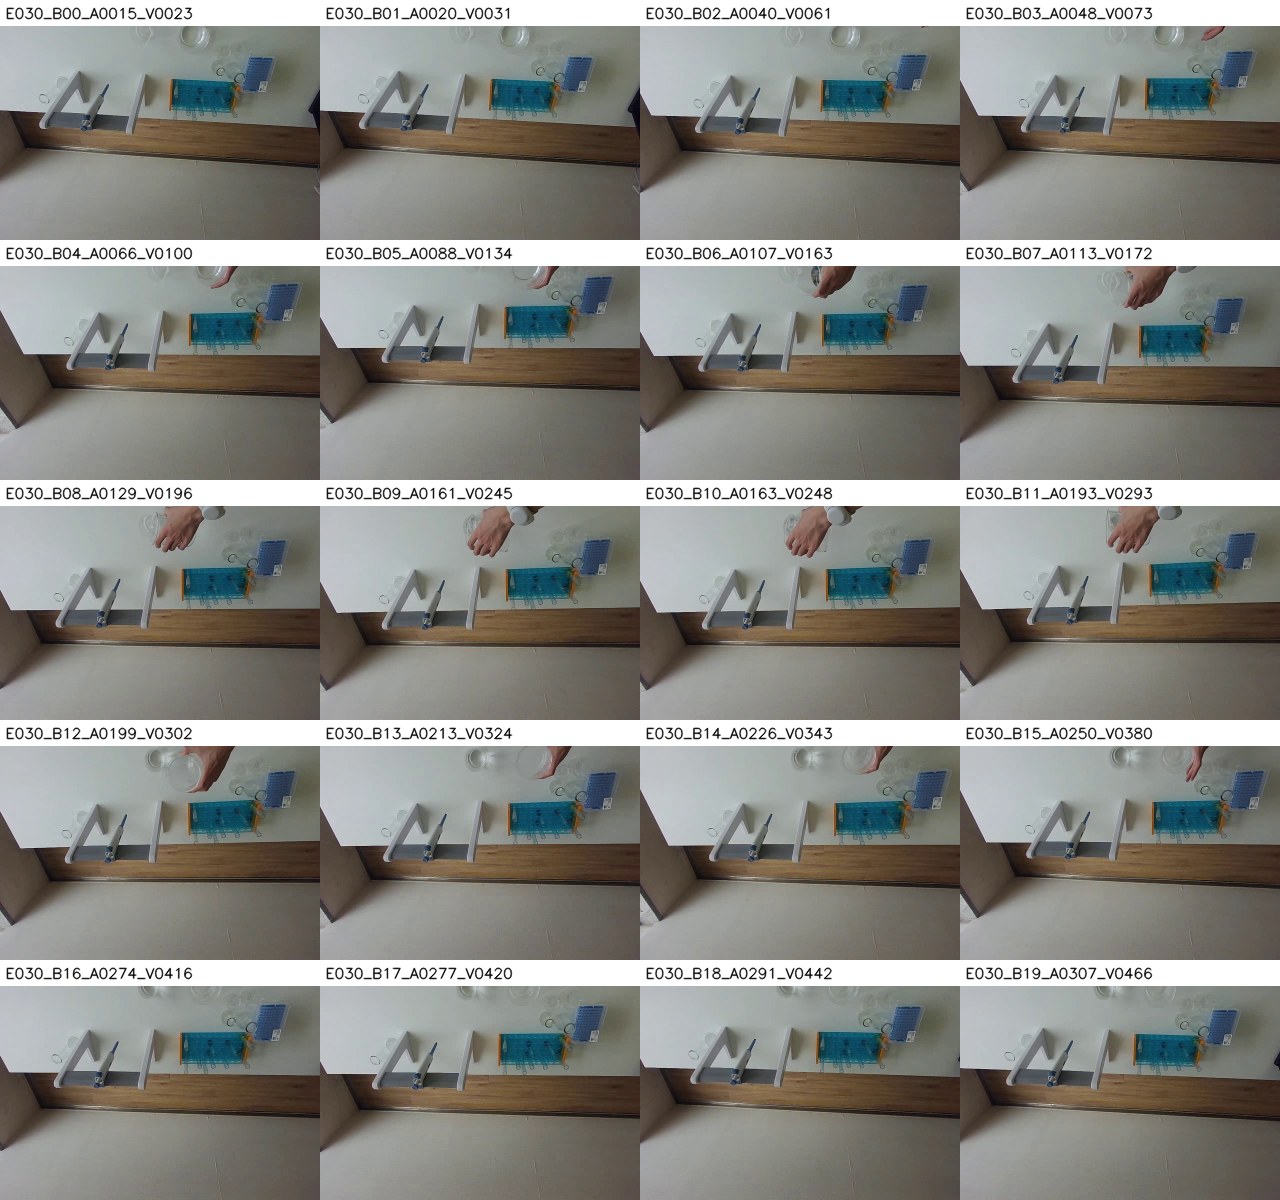 E030_B00_A0015_V0023
E030_B01_A0020_V0031
E030_B02_A0040_V0061
E030_B03_A0048_V0073
E030_B04_A0066_V0100
E030_B05_A0088_V0134
E030_B06_A0107_V0163
E030_B07_A0113_V0172
E030_B08_A0129_V0196
E030_B09_A0161_V0245
E030_B10_A0163_V0248
E030_B11_A0193_V0293
E030_B12_A0199_V0302
E030_B13_A0213_V0324
E030_B14_A0226_V0343
E030_B15_A0250_V0380
E030_B16_A0274_V0416
E030_B17_A0277_V0420
E030_B18_A0291_V0442
E030_B19_A0307_V0466